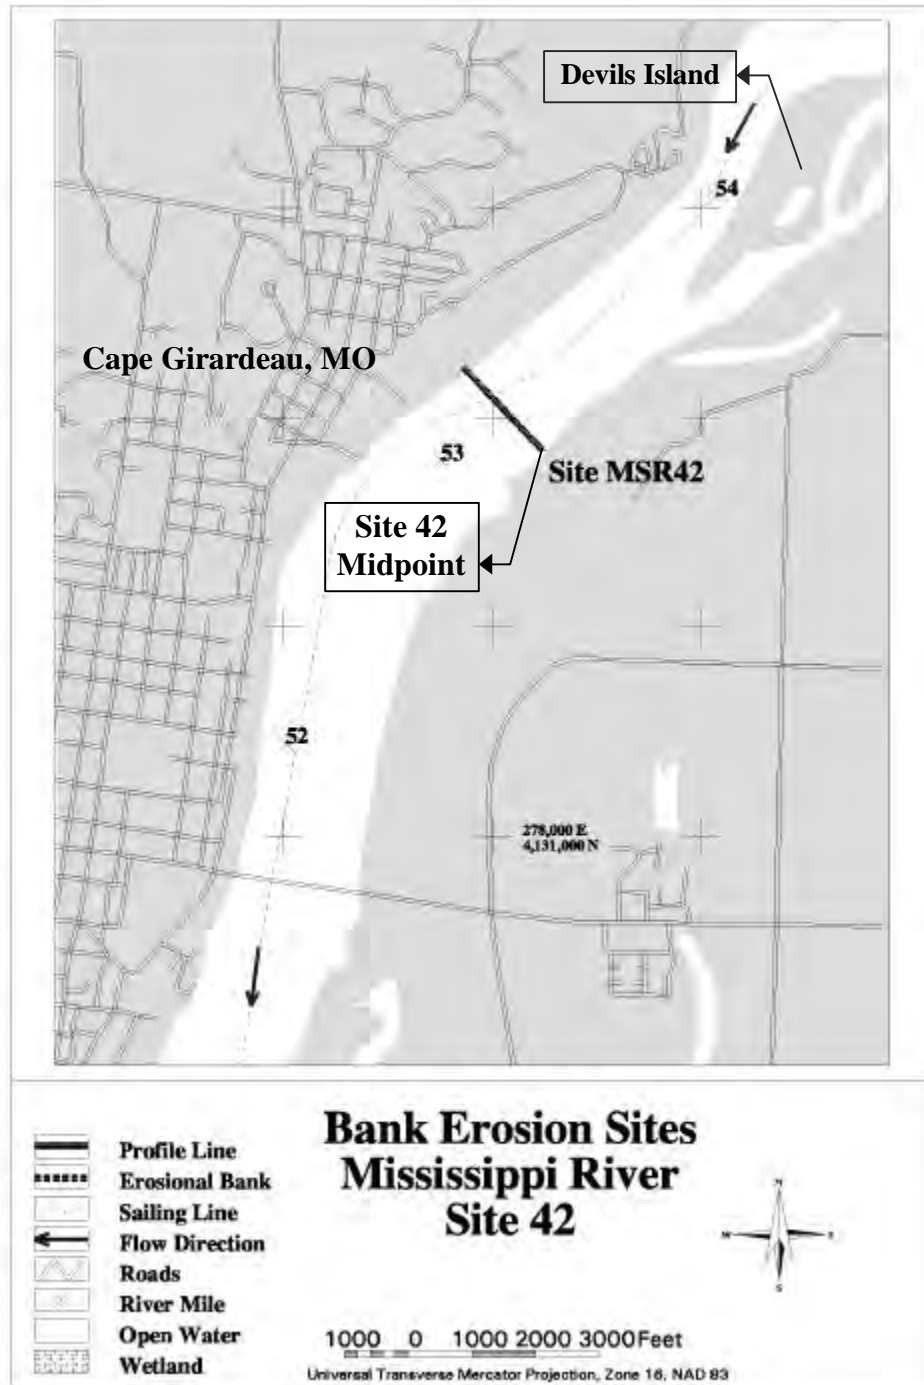 Devils Island
54
Cape Girardeau, MO
53
Site MSR42
Site 42
Midpoint
52
278,000 E
4,131,000 N
Bank Erosion Sites
Mississippi River
Site 42
Profile Line
Erosional Bank
Sailing Line
Flow Direction
Roads
River Mile
Open Water
Wetland
N
W
E
S
1000 0 1000 2000 3000 Feet
Universal Transverse Mercator Projection, Zone 16, NAD 83